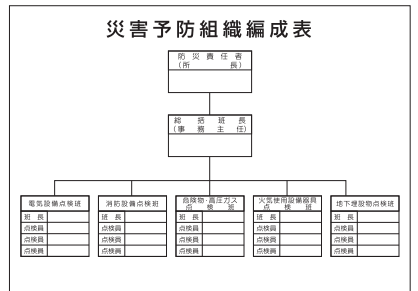 災害予防組織編成表
防災責任者
(所長)
総括班長
(事務主任)
電気設備点検班
班長
点検員
点検員
点検員
消防設備点検班
班長
点検員
点検員
点検員
危険物・高圧ガス
点検班
班長
点検員
点検員
点検員
火気使用設備器具
点検班
班長
点検員
点検員
点検員
地下埋設物点検班
班長
点検員
点検員
点検員